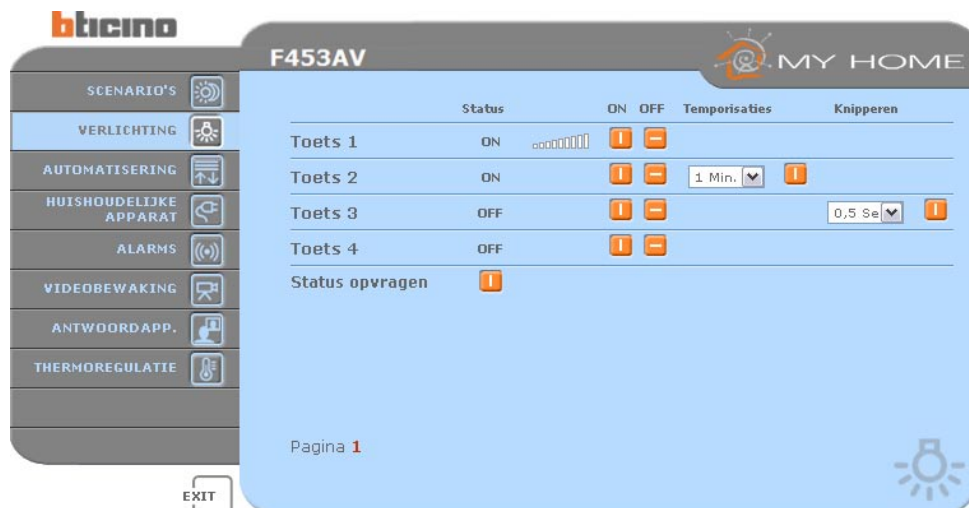 bticino
F453AV
MY HOME
SCENARIO'S
VERLICHTING
AUTOMATISERING
HUISHOUDELIJKE
APPARAT
ALARMS
VIDEOBEWAKING
ANTWOORDAPP.
THERMOREGULATIE
EXIT
Status ON OFF Temporisaties Knipperen
Toets 1 ON
Toets 2 ON 1 Min.
Toets 3 OFF 0,5 Se
Toets 4 OFF
Status opvragen
Pagina 1